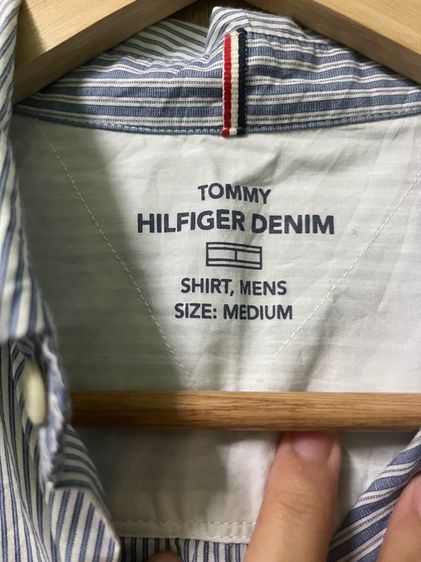 TOMMY
HILFIGER DENIM
SHIRT, MENS
SIZE: MEDIUM